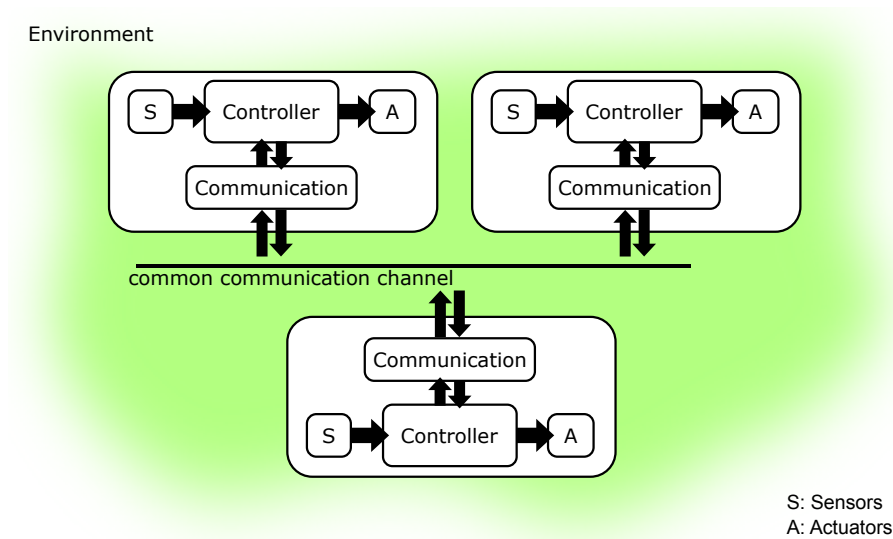 Environment
S Controller A
S Controller A
Communication
Communication
common communication channel
Communication
S Controller A
S: Sensors
A: Actuators